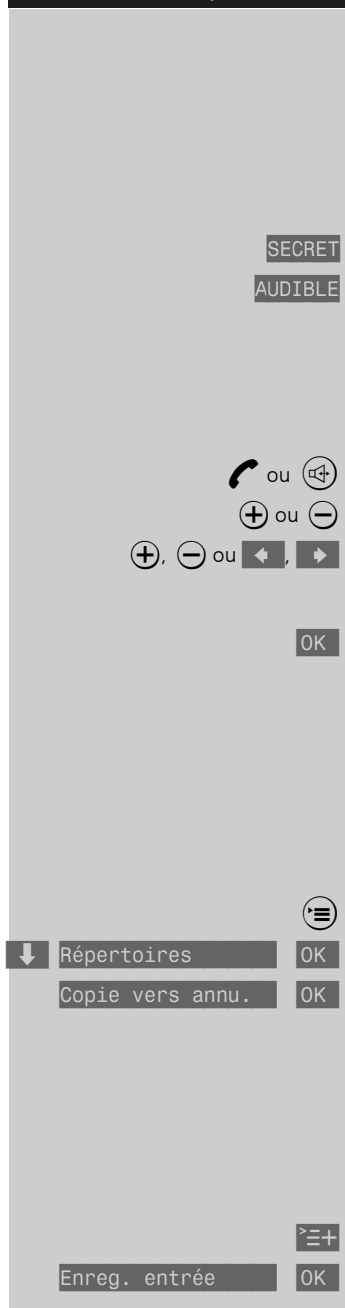 SECRET
AUDIBLE
ou
ou
, ou ,
OK
Répertoires OK
Copie vers annu. OK
Enreg. entrée OK